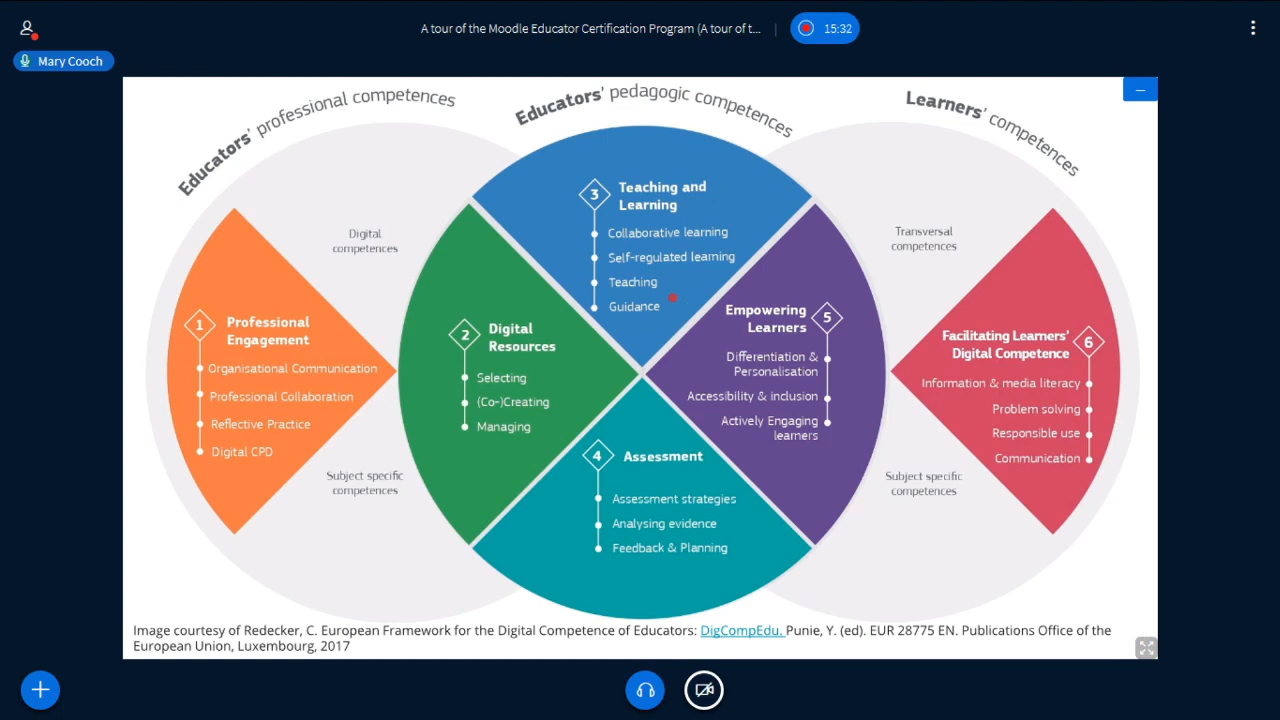 A tour of the Moodle Educator Certification Program (A tour of t...
15:32
Mary Cooch
Educators' professional competences
Educators' pedagogic competences
Learners' competences
Digital
competences
Subject specific
competences
Transversal
competences
Subject specific
competences
1
Professional
Engagement
Organisational Communication
Professional Collaboration
Reflective Practice
Digital CPD
2
Digital
Resources
Selecting
(Co-)Creating
Managing
3
Teaching and
Learning
Collaborative learning
Self-regulated learning
Teaching
Guidance
4
Assessment
Assessment strategies
Analysing evidence
Feedback & Planning
5
Empowering
Learners
Differentiation &
Personalisation
Accessibility & inclusion
Actively Engaging
learners
6
Facilitating Learners'
Digital Competence
Information & media literacy
Problem solving
Responsible use
Communication
Image courtesy of Redecker, C. European Framework for the Digital Competence of Educators: DigCompEdu. Punie, Y. (ed). EUR 28775 EN. Publications Office of the
European Union, Luxembourg, 2017